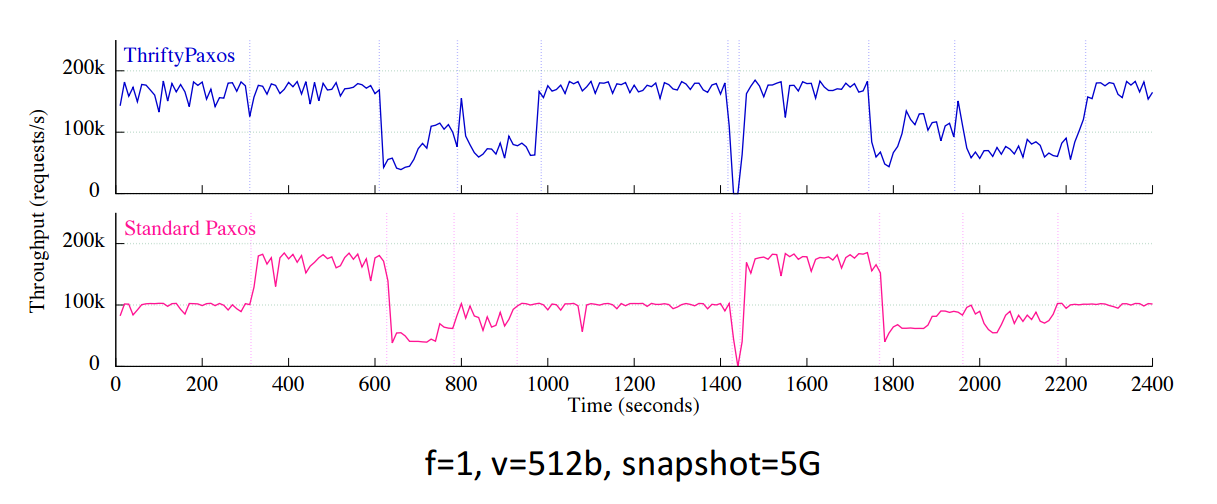 ThriftyPaxos
200k
100k
0
Standard Paxos
200k
100k
0
Throughput (requests/s)
0 200 400 600 800 1000 1200 1400 1600 1800 2000 2200 2400
Time (seconds)
f=1, v=512b, snapshot=5G